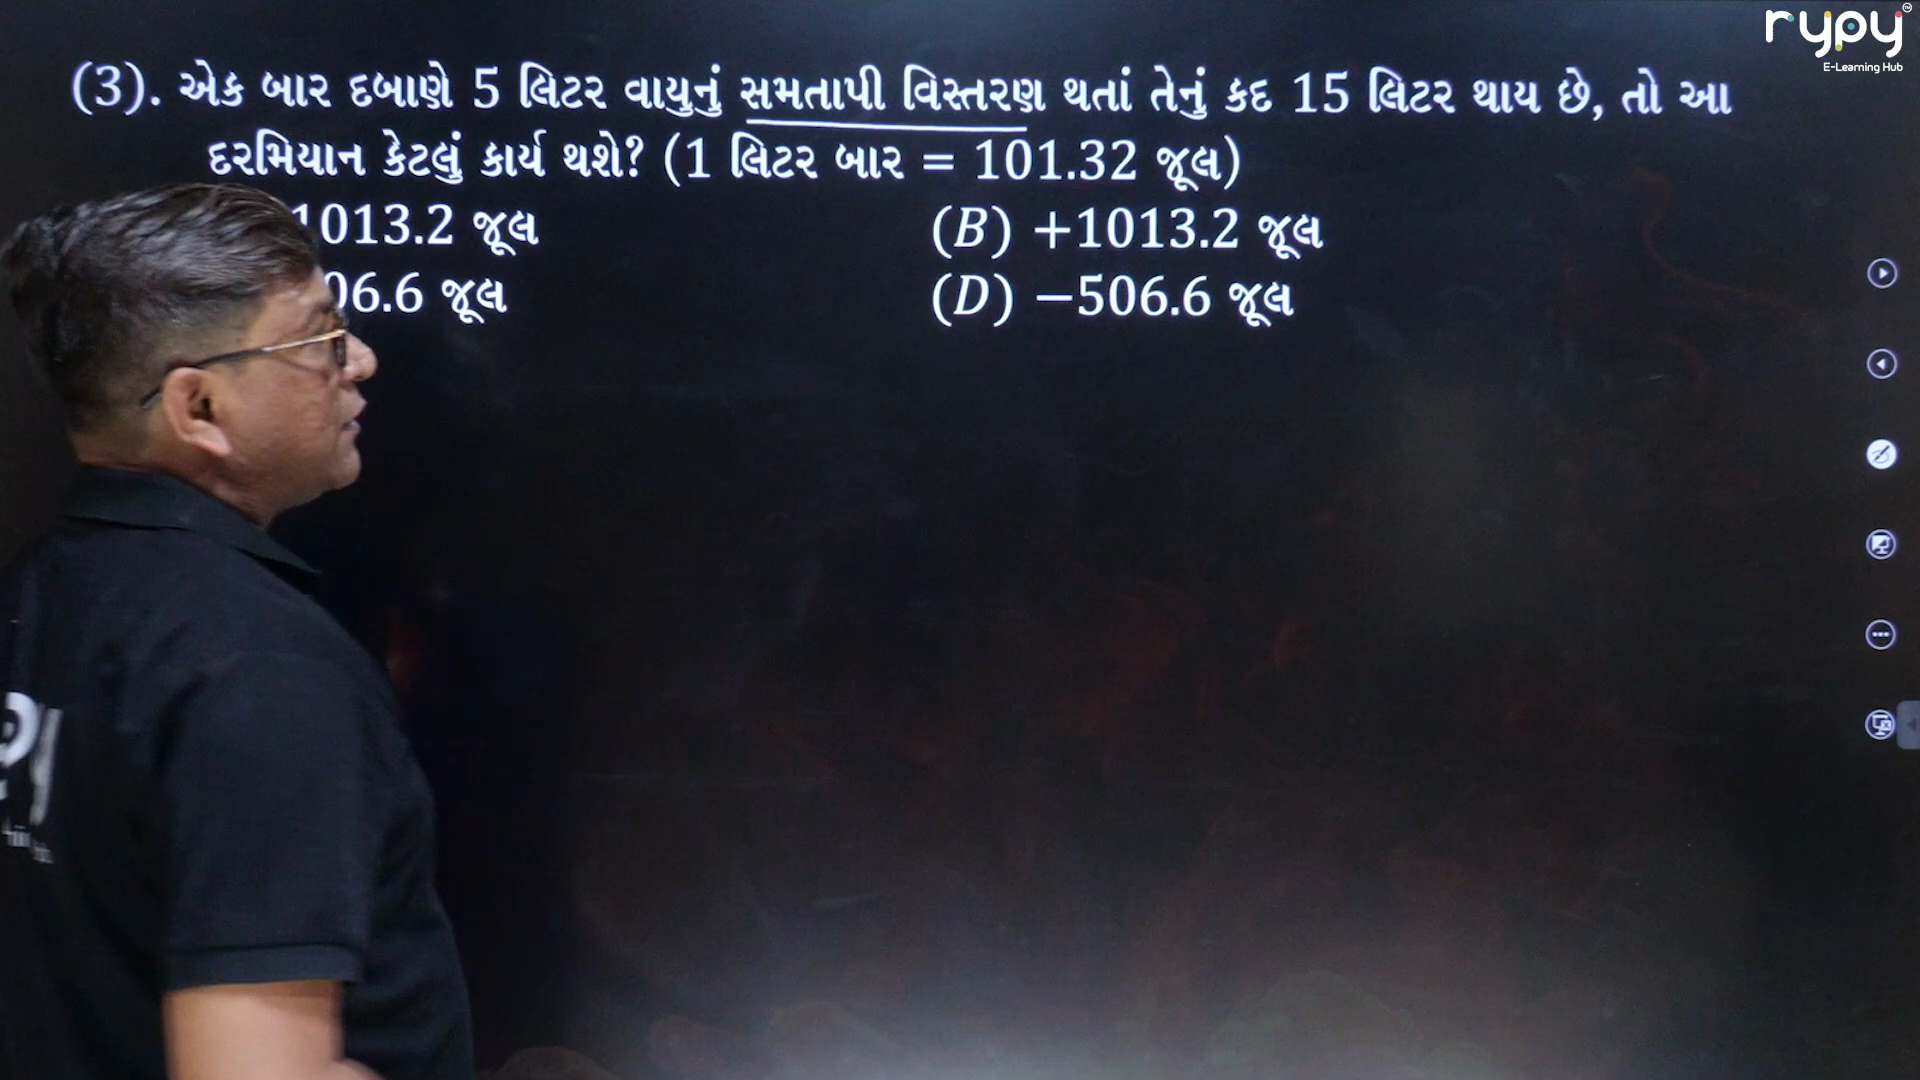 rypy
E-Learning Hub
(3). એક બાર દબાણે 5 લિટર વાયુનું સમતાપી વિસ્તરણ થતાં તેનું કદ 15 લિટર થાય છે, તો આ
દરમિયાન કેટલું કાર્ય થશે? (1 લિટર બાર = 101.32 જૂલ)
1013.2 જૂલ (B) +1013.2 જૂલ
06.6 જૂલ (D) −506.6 જૂલ